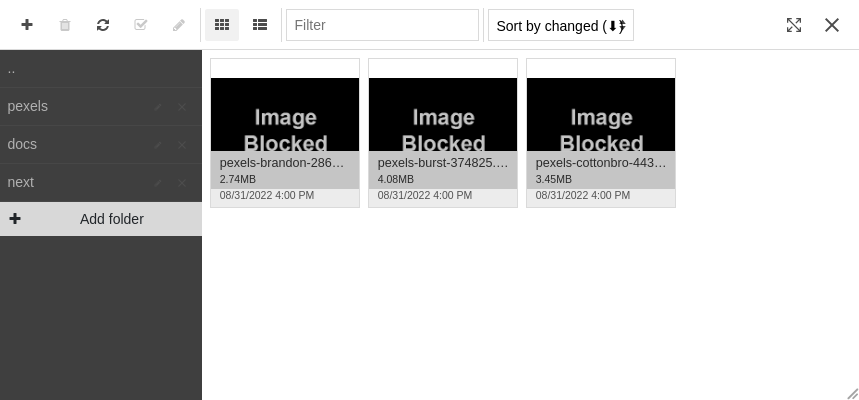 Filter
Sort by changed (⬇)
..
pexels
docs
next
Add folder
Image
Blocked
pexels-brandon-286…
2.74MB
08/31/2022 4:00 PM
Image
Blocked
pexels-burst-374825.…
4.08MB
08/31/2022 4:00 PM
Image
Blocked
pexels-cottonbro-443…
3.45MB
08/31/2022 4:00 PM